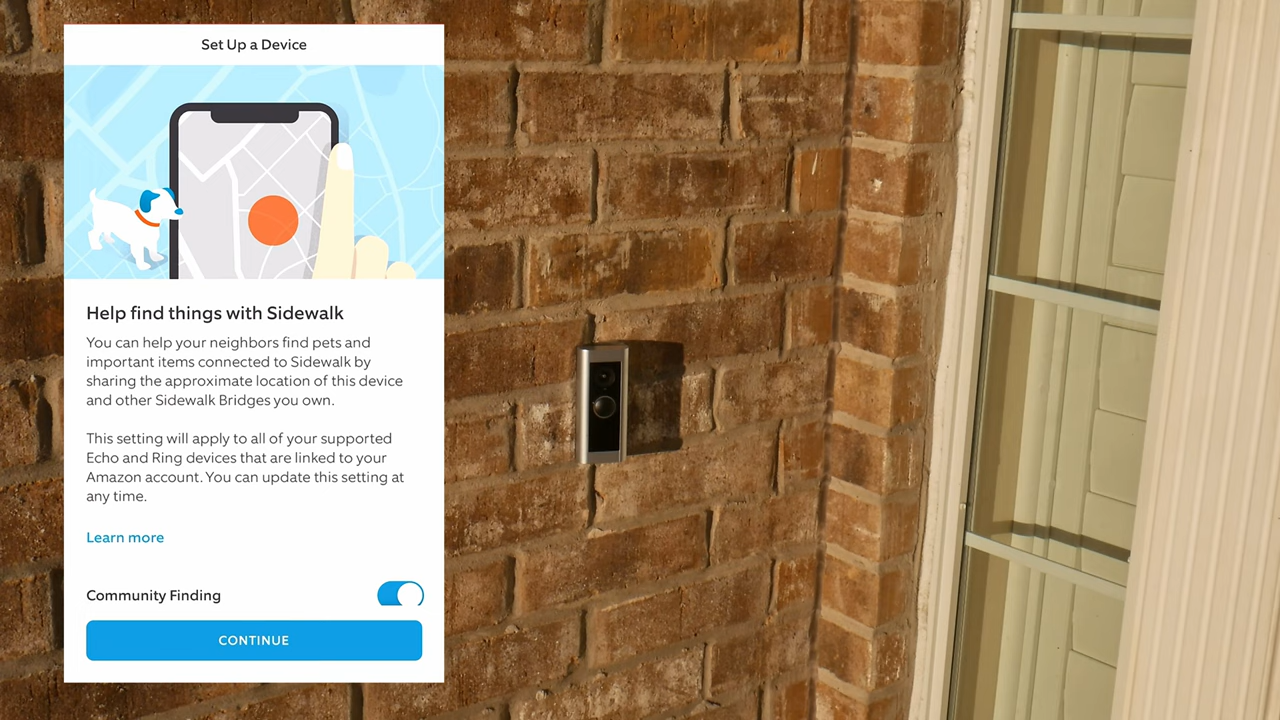 Set Up a Device
Help find things with Sidewalk
You can help your neighbors find pets and
important items connected to Sidewalk by
sharing the approximate location of this device
and other Sidewalk Bridges you own.
This setting will apply to all of your supported
Echo and Ring devices that are linked to your
Amazon account. You can update this setting at
any time.
Learn more
Community Finding
CONTINUE